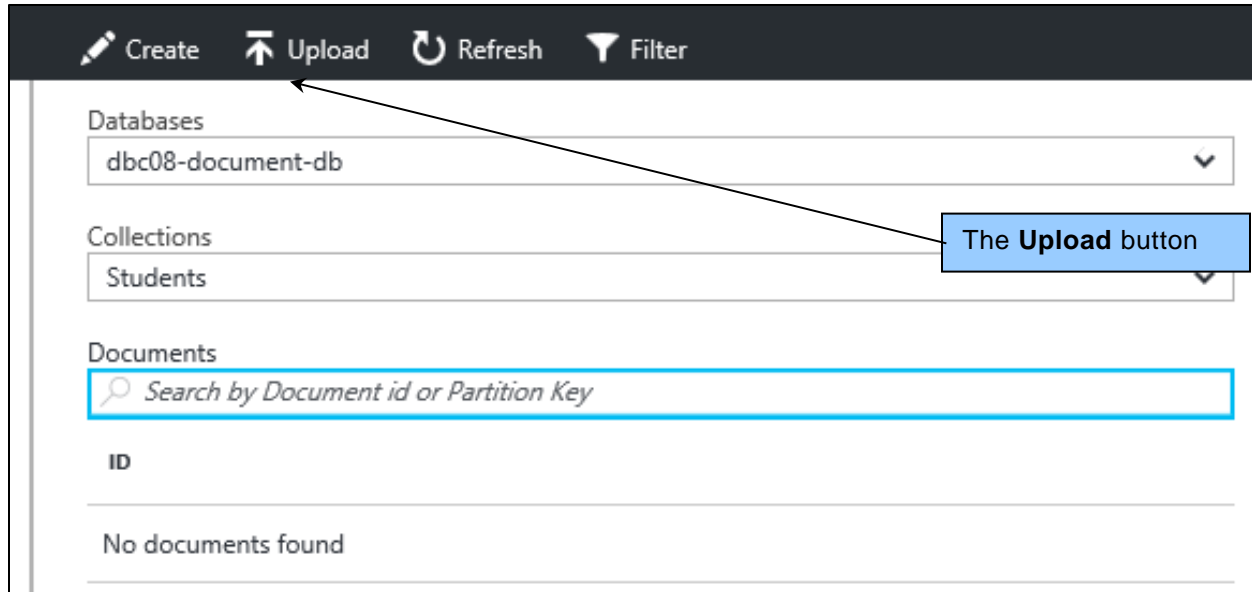 Create Upload Refresh Filter
Databases
dbc08-document-db
Collections
The Upload button
Students
Documents
Search by Document id or Partition Key
ID
No documents found